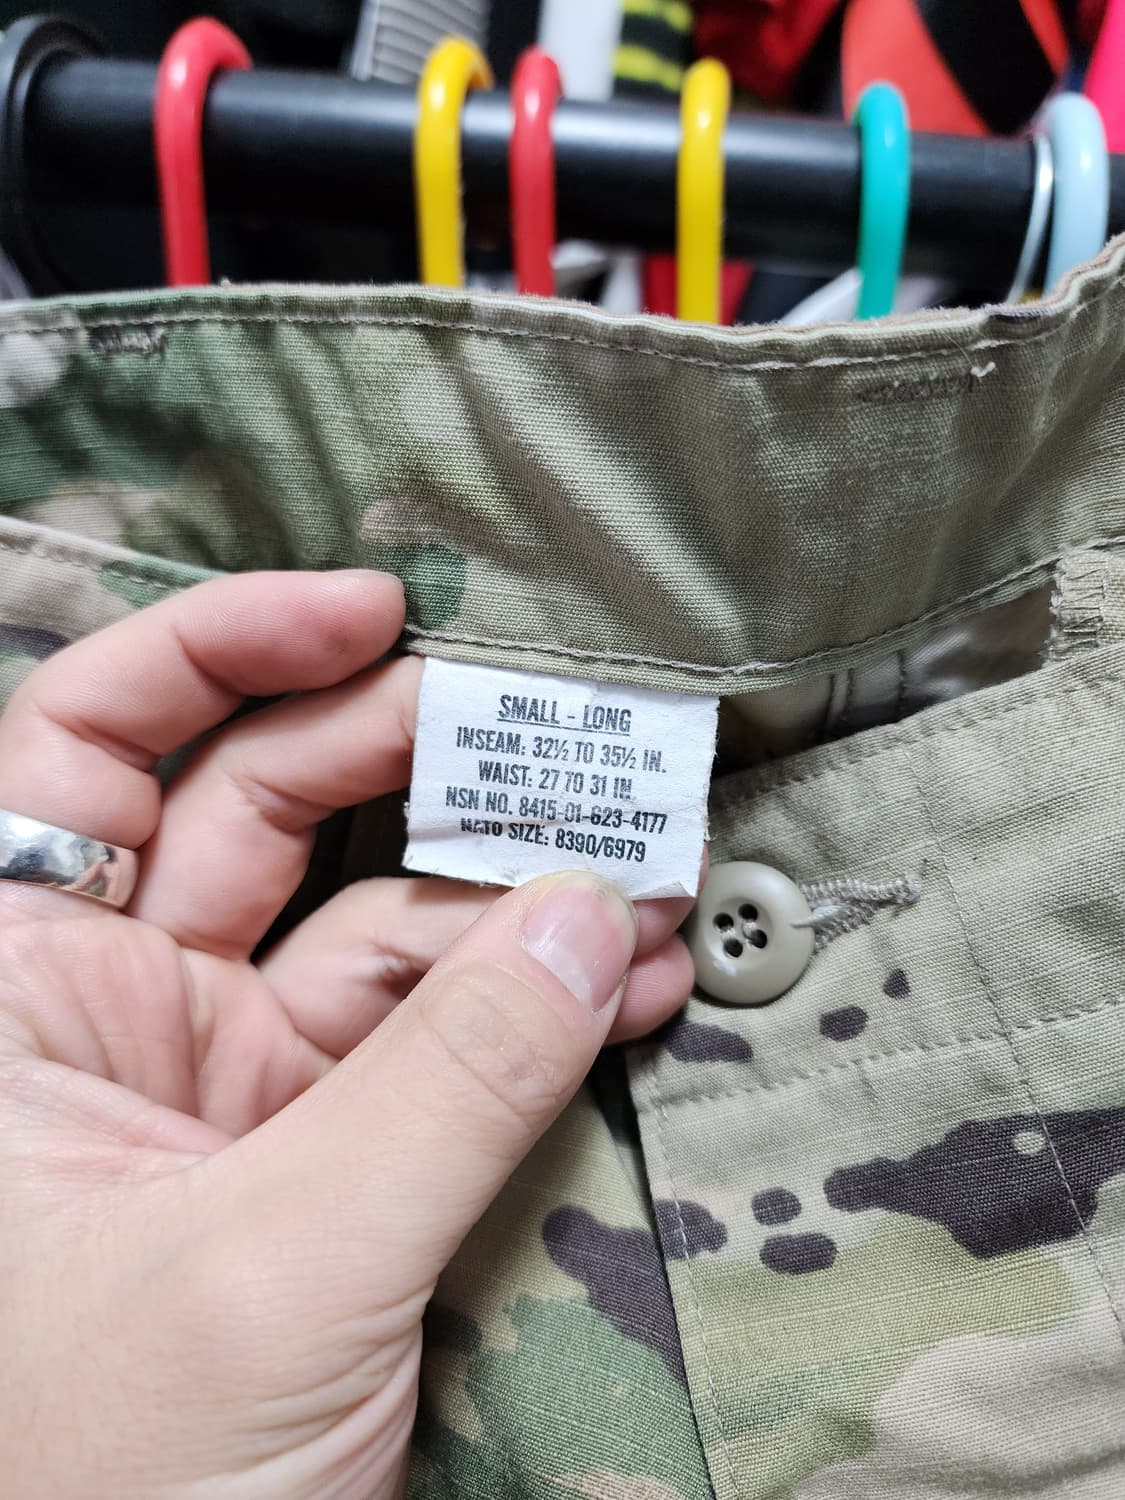 SMALL - LONG
INSEAM: 32½ TO 35½ IN.
WAIST: 27 TO 31 IN.
NSN NO. 8415-01-623-4177
NATO SIZE: 8390/6979